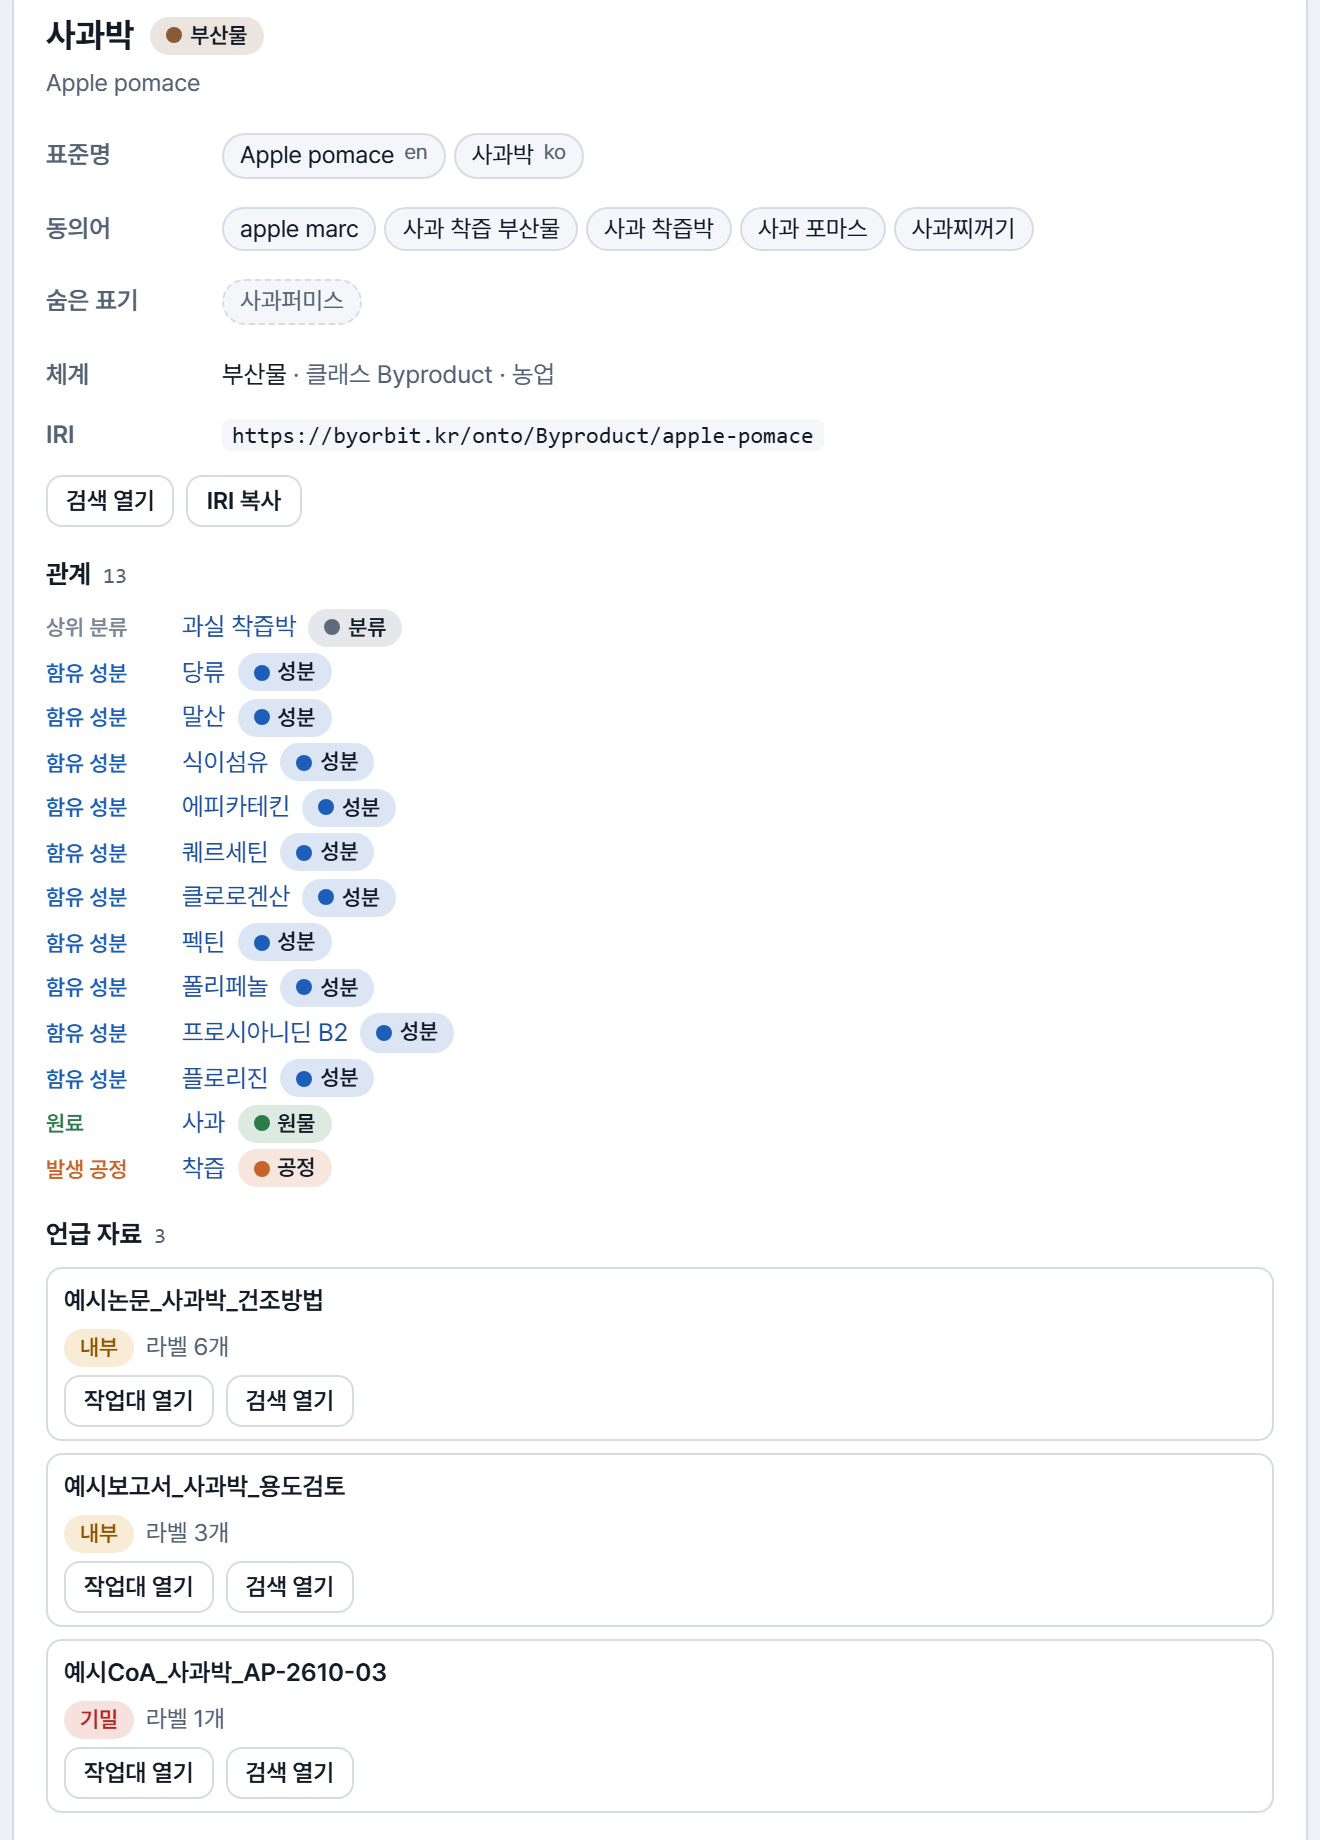 사과박 부산물
Apple pomace
표준명 Apple pomace en 사과박 ko
동의어 apple marc 사과 착즙 부산물 사과 착즙박 사과 포마스 사과찌꺼기
숨은 표기 사과퍼미스
체계 부산물 · 클래스 Byproduct · 농업
IRI https://byorbit.kr/onto/Byproduct/apple-pomace
검색 열기 IRI 복사
관계 13
상위 분류 과실 착즙박 분류
함유 성분 당류 성분
함유 성분 말산 성분
함유 성분 식이섬유 성분
함유 성분 에피카테킨 성분
함유 성분 퀘르세틴 성분
함유 성분 클로로겐산 성분
함유 성분 펙틴 성분
함유 성분 폴리페놀 성분
함유 성분 프로시아니딘 B2 성분
함유 성분 플로리진 성분
원료 사과 원물
발생 공정 착즙 공정
언급 자료 3
예시논문_사과박_건조방법
내부 라벨 6개
작업대 열기 검색 열기
예시보고서_사과박_용도검토
내부 라벨 3개
작업대 열기 검색 열기
예시CoA_사과박_AP-2610-03
기밀 라벨 1개
작업대 열기 검색 열기